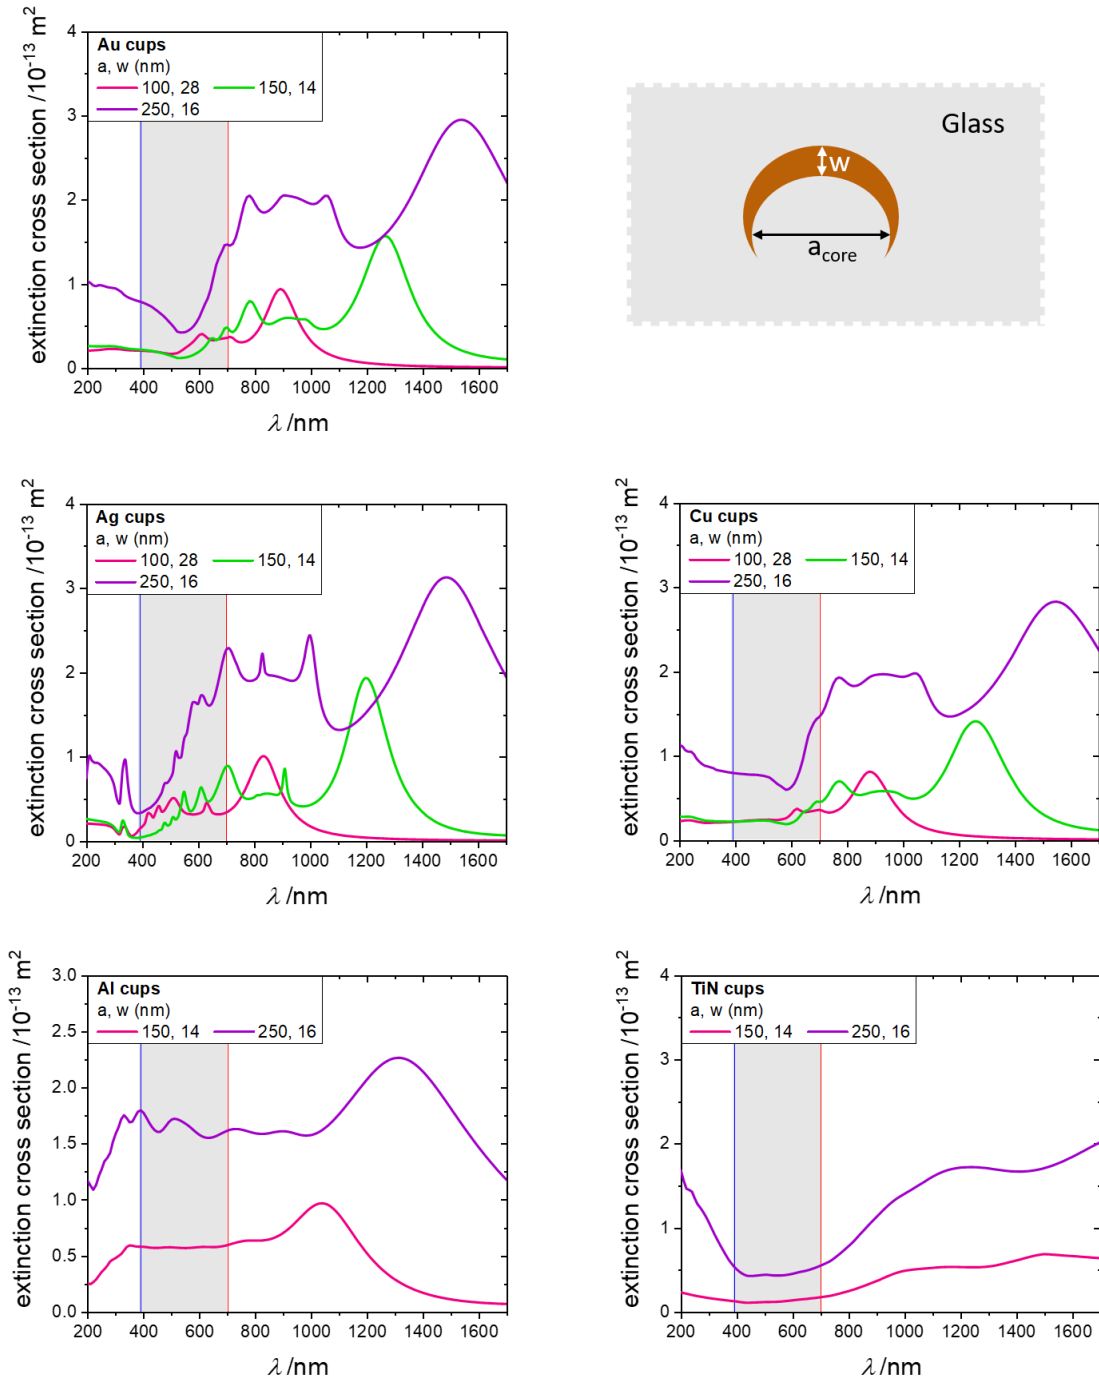 Au cups
a, w (nm)
100, 28 150, 14
250, 16
extinction cross section /10⁻¹³ m²
4
3
2
1
0
200 400 600 800 1000 1200 1400 1600
λ /nm
Glass
w
a_core
Ag cups
a, w (nm)
100, 28 150, 14
250, 16
extinction cross section /10⁻¹³ m²
4
3
2
1
0
200 400 600 800 1000 1200 1400 1600
λ /nm
Cu cups
a, w (nm)
100, 28 150, 14
250, 16
extinction cross section /10⁻¹³ m²
4
3
2
1
0
200 400 600 800 1000 1200 1400 1600
λ /nm
Al cups
a, w (nm)
150, 14 250, 16
extinction cross section /10⁻¹³ m²
3.0
2.5
2.0
1.5
1.0
0.5
0.0
200 400 600 800 1000 1200 1400 1600
λ /nm
TiN cups
a, w (nm)
150, 14 250, 16
extinction cross section /10⁻¹³ m²
4
3
2
1
0
200 400 600 800 1000 1200 1400 1600
λ /nm